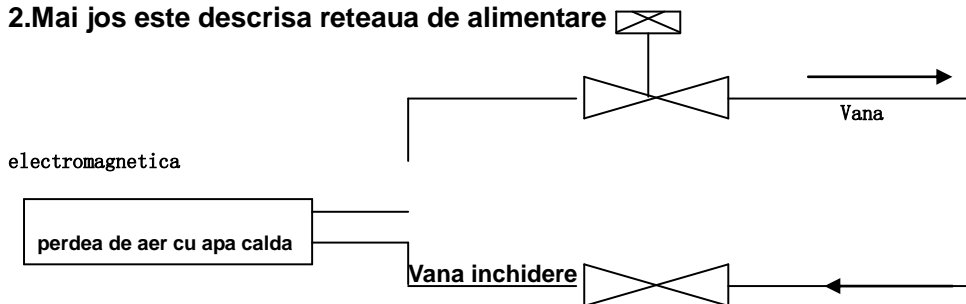 2.Mai jos este descrisa reteaua de alimentare
Vana
electromagnetica
perdea de aer cu apa calda
Vana inchidere